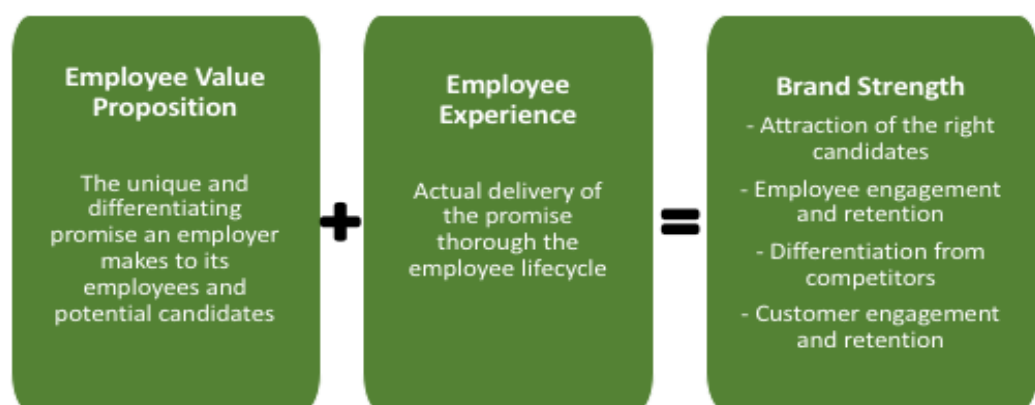 Employee Value
Proposition
The unique and
differentiating
promise an employer
makes to its
employees and
potential candidates
+
Employee
Experience
Actual delivery of
the promise
thorough the
employee lifecycle
=
Brand Strength
- Attraction of the right
candidates
- Employee engagement
and retention
- Differentiation from
competitors
- Customer engagement
and retention